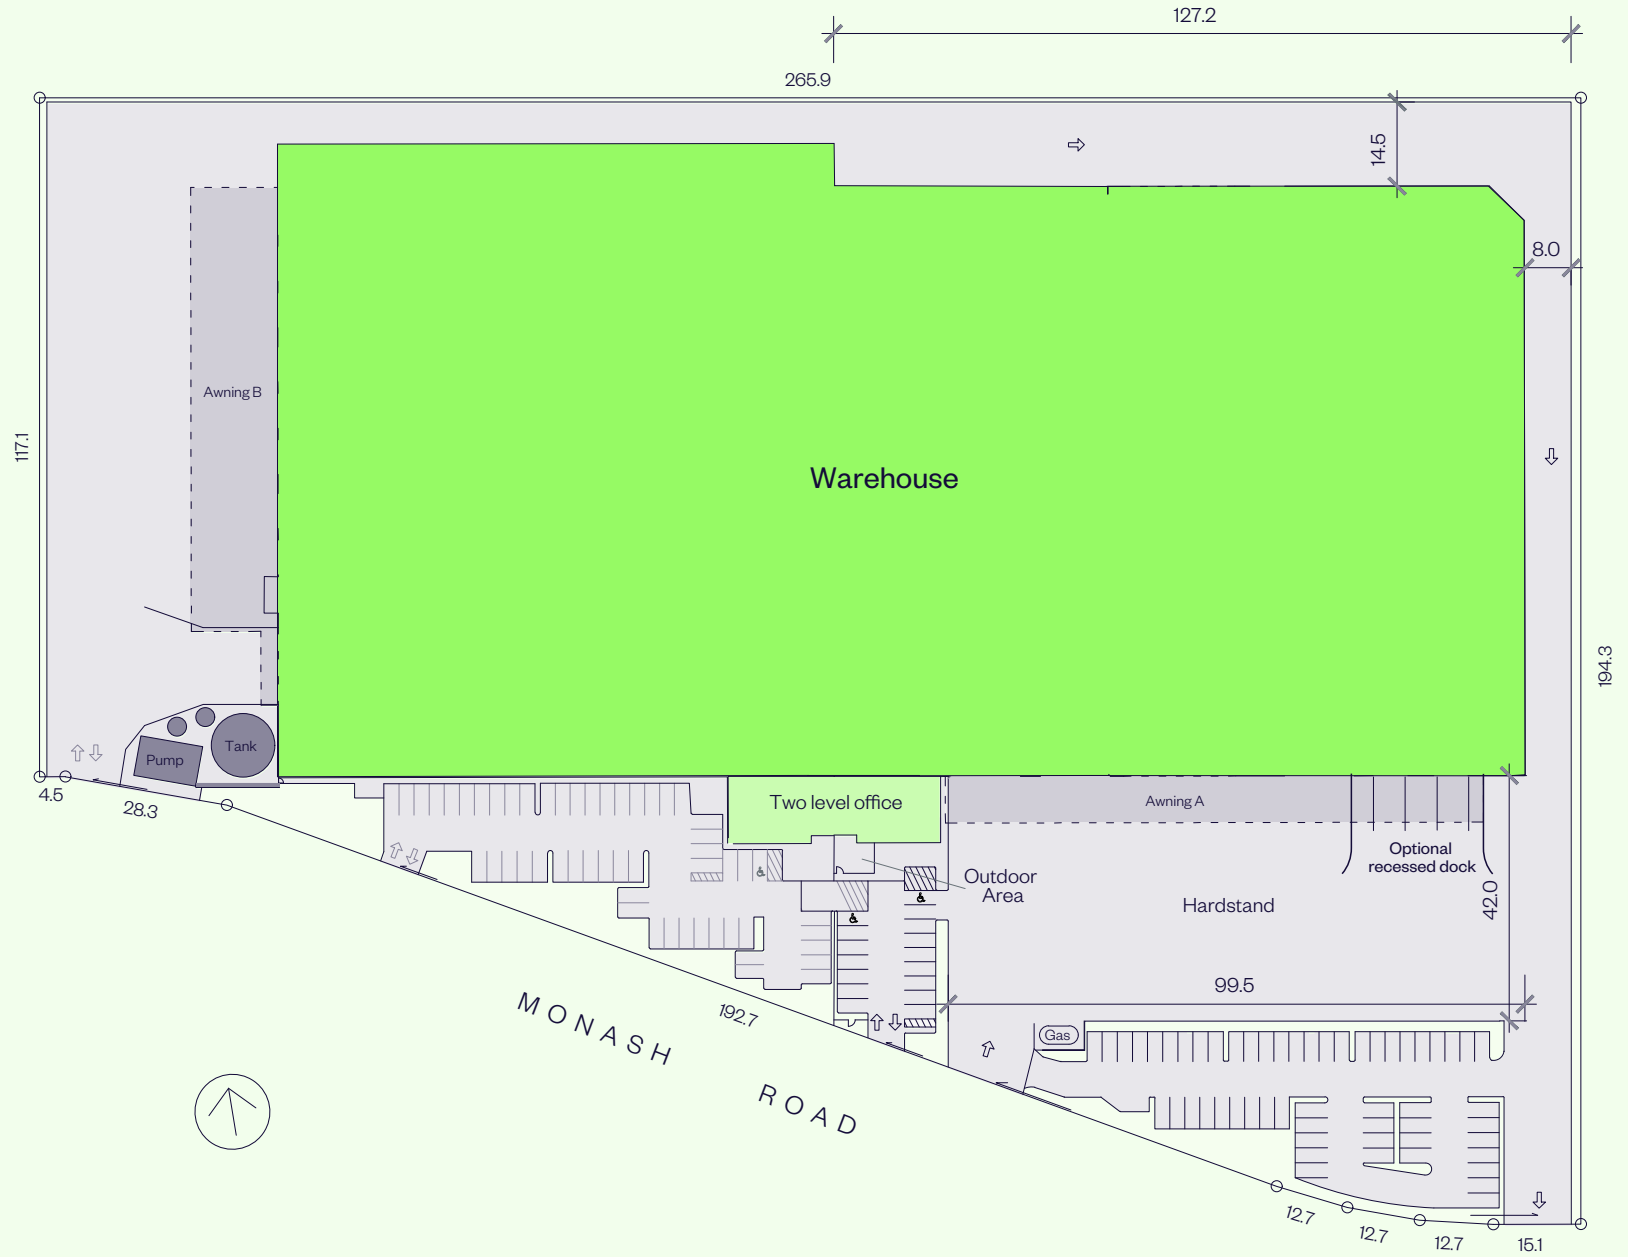 127.2
265.9
14.5
8.0
Awning B
117.1
Warehouse
194.3
Tank
Pump
4.5
28.3
Two level office
Awning A
Optional
recessed dock
Outdoor
Area
Hardstand
42.0
99.5
192.7
MONASH ROAD
Gas
12.7
12.7
12.7
15.1